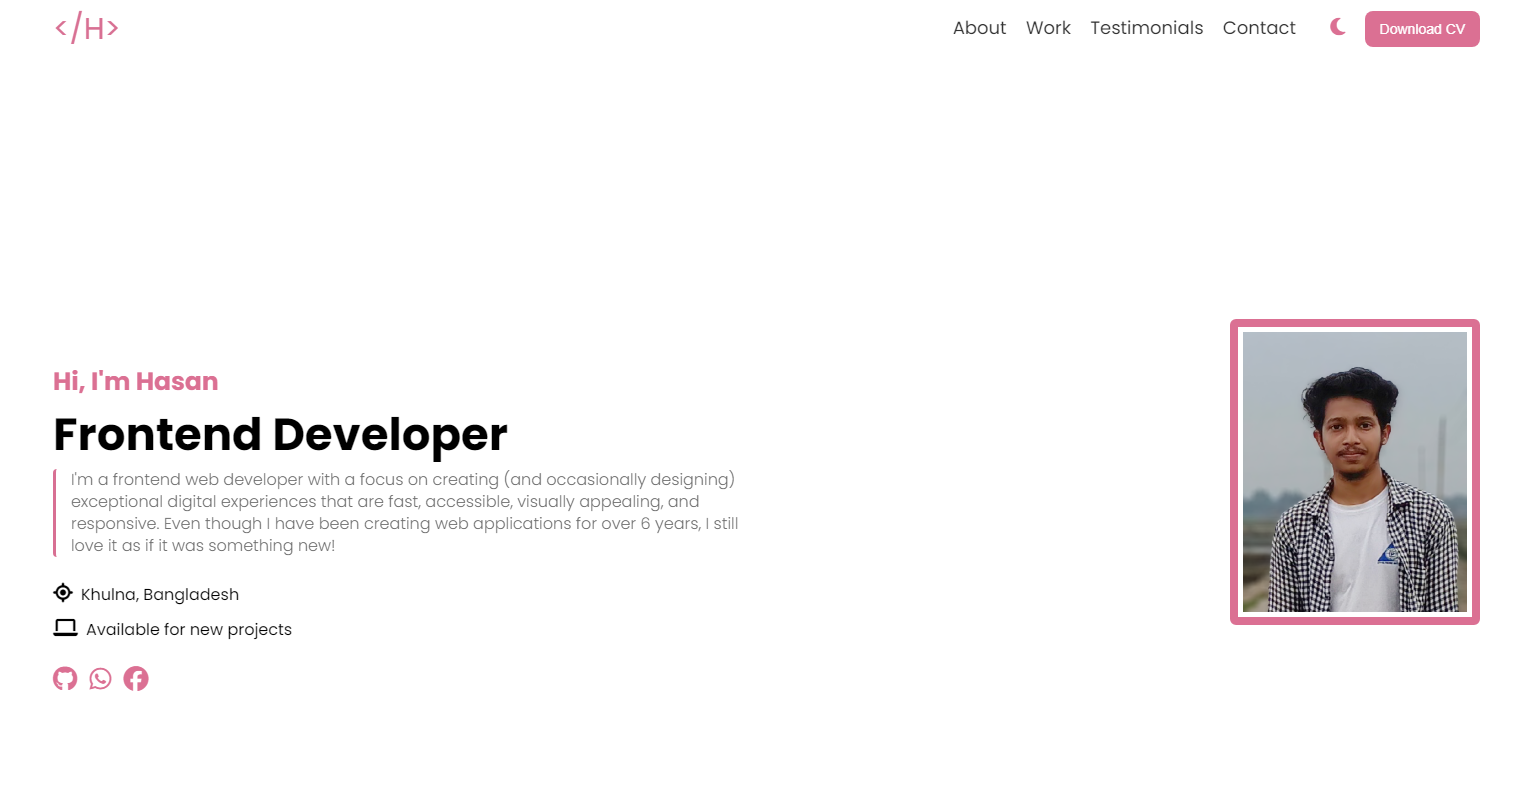 </H>
About
Work
Testimonials
Contact
Download CV
Hi, I'm Hasan
Frontend Developer
I'm a frontend web developer with a focus on creating (and occasionally designing)
exceptional digital experiences that are fast, accessible, visually appealing, and
responsive. Even though I have been creating web applications for over 6 years, I still
love it as if it was something new!
Khulna, Bangladesh
Available for new projects